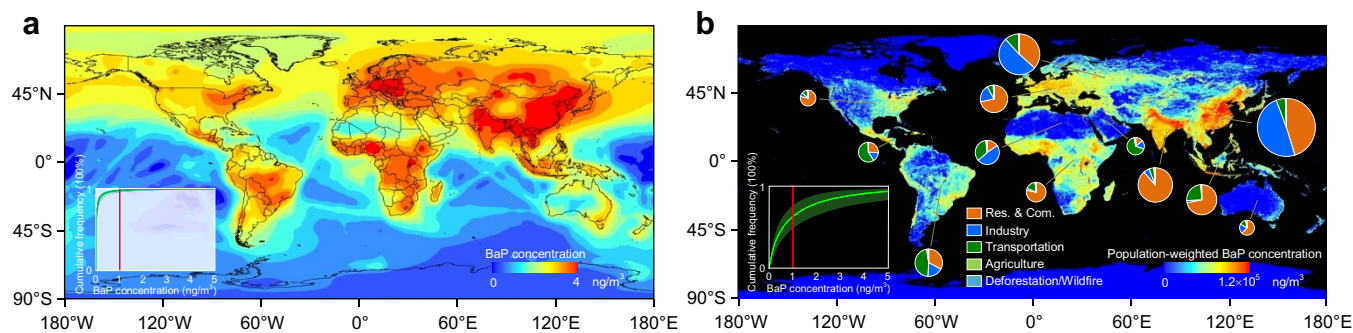 a
45°N
0°
45°S
90°S
180°W
120°W
60°W
0°
60°E
120°E
180°E
Cumulative frequency (100%)
1
0
0
1
2
3
4
5
BaP concentration (ng/m³)
BaP concentration
0
4
ng/m³
b
45°N
0°
45°S
90°S
180°W
120°W
60°W
0°
60°E
120°E
180°E
Cumulative frequency (100%)
1
0
0
1
2
3
4
5
BaP concentration (ng/m³)
Res. & Com.
Industry
Transportation
Agriculture
Deforestation/Wildfire
Population-weighted BaP concentration
0
1.2×10⁵
ng/m³